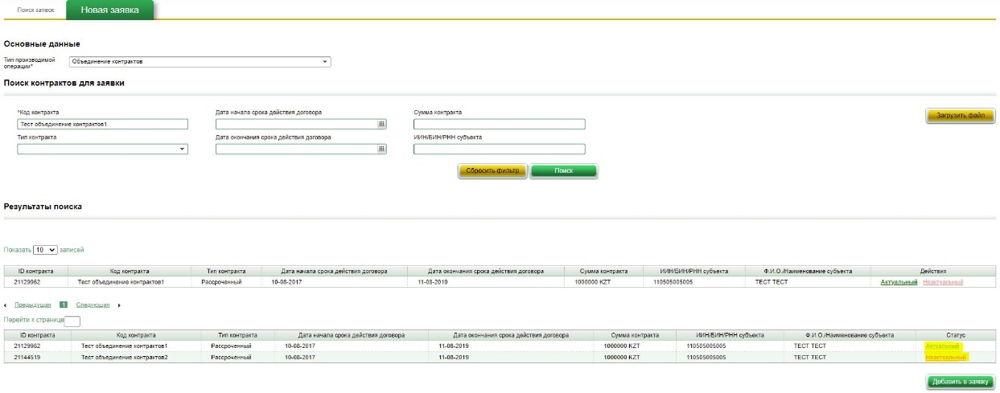 Поиск заявок Новая заявка
Основные данные
Тип производимой операции* Объединение контрактов
Поиск контрактов для заявки
*Код контракта Дата начала срока действия договора Сумма контракта
Тест объединение контрактов1 Загрузить файл
Тип контракта Дата окончания срока действия договора ИИН/БИН/РНН субъекта
Сбросить фильтр Поиск
Результаты поиска
Показать 10 записей
ID контракта Код контракта Тип контракта Дата начала срока действия договора Дата окончания срока действия договора Сумма контракта ИИН/БИН/РНН субъекта Ф.И.О./Наименование субъекта Действия
21129962 Тест объединение контрактов1 Рассроченный 10-08-2017 11-08-2019 1000000 KZT 110505005005 ТЕСТ ТЕСТ Актуальный Неактуальный
Предыдущая 1 Следующая
Перейти к странице
ID контракта Код контракта Тип контракта Дата начала срока действия договора Дата окончания срока действия договора Сумма контракта ИИН/БИН/РНН субъекта Ф.И.О./Наименование субъекта Статус
21129962 Тест объединение контрактов1 Рассроченный 10-08-2017 11-08-2019 1000000 KZT 110505005005 ТЕСТ ТЕСТ Актуальный
21144519 Тест объединение контрактов2 Рассроченный 10-08-2017 11-08-2019 1000000 KZT 110505005005 ТЕСТ ТЕСТ Неактуальный
Добавить в заявку